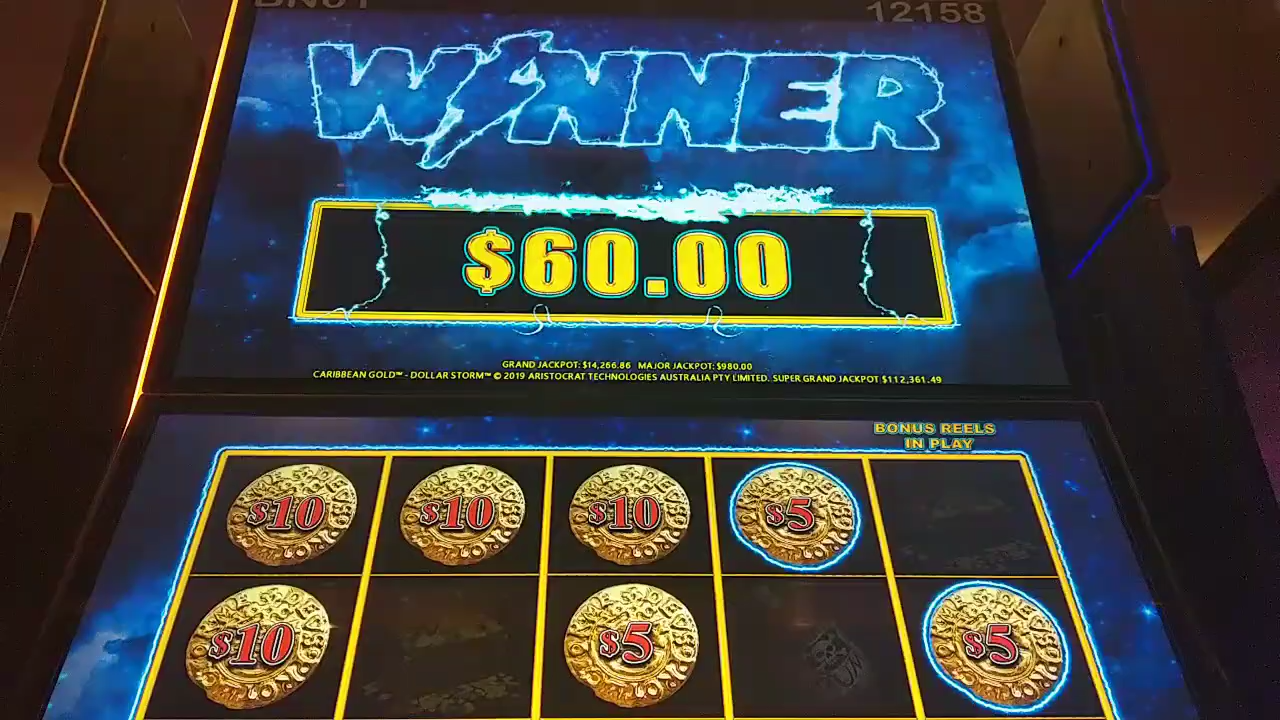 12158
WINNER
$60.00
GRAND JACKPOT: $14,266.86 MAJOR JACKPOT: $980.00
CARIBBEAN GOLD™ - DOLLAR STORM™ © 2019 ARISTOCRAT TECHNOLOGIES AUSTRALIA PTY LIMITED. SUPER GRAND JACKPOT $112,361.49
BONUS REELS
IN PLAY
$10 $10 $10 $5
$10 $5 $5